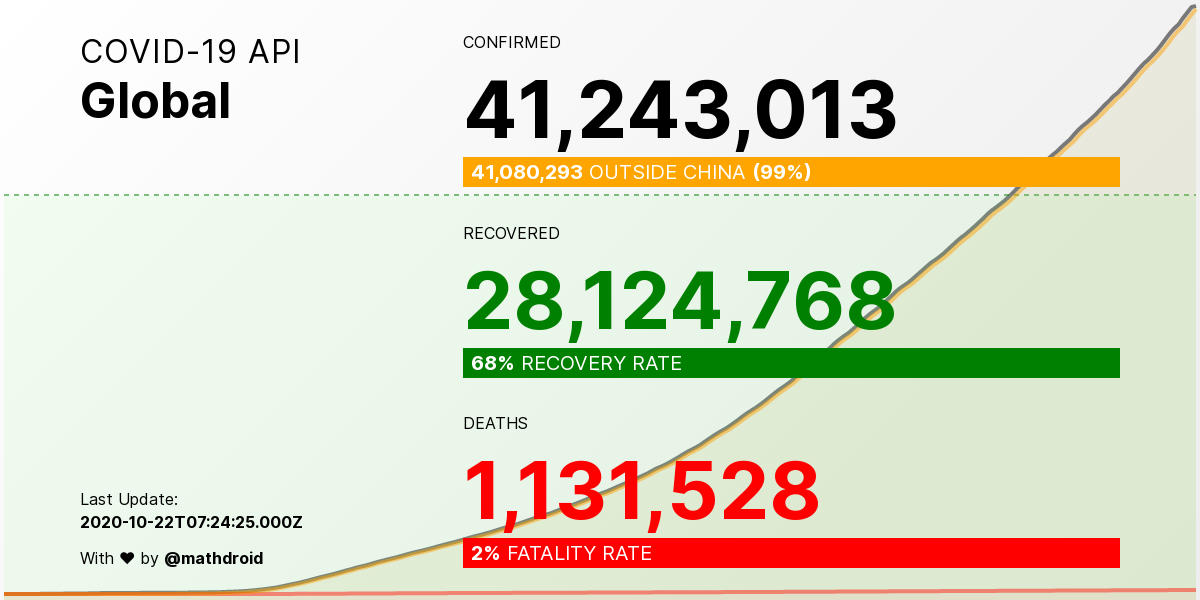 COVID-19 API
Global
CONFIRMED
41,243,013
41,080,293 OUTSIDE CHINA (99%)
RECOVERED
28,124,768
68% RECOVERY RATE
DEATHS
1,131,528
2% FATALITY RATE
Last Update:
2020-10-22T07:24:25.000Z
With ♥ by @mathdroid